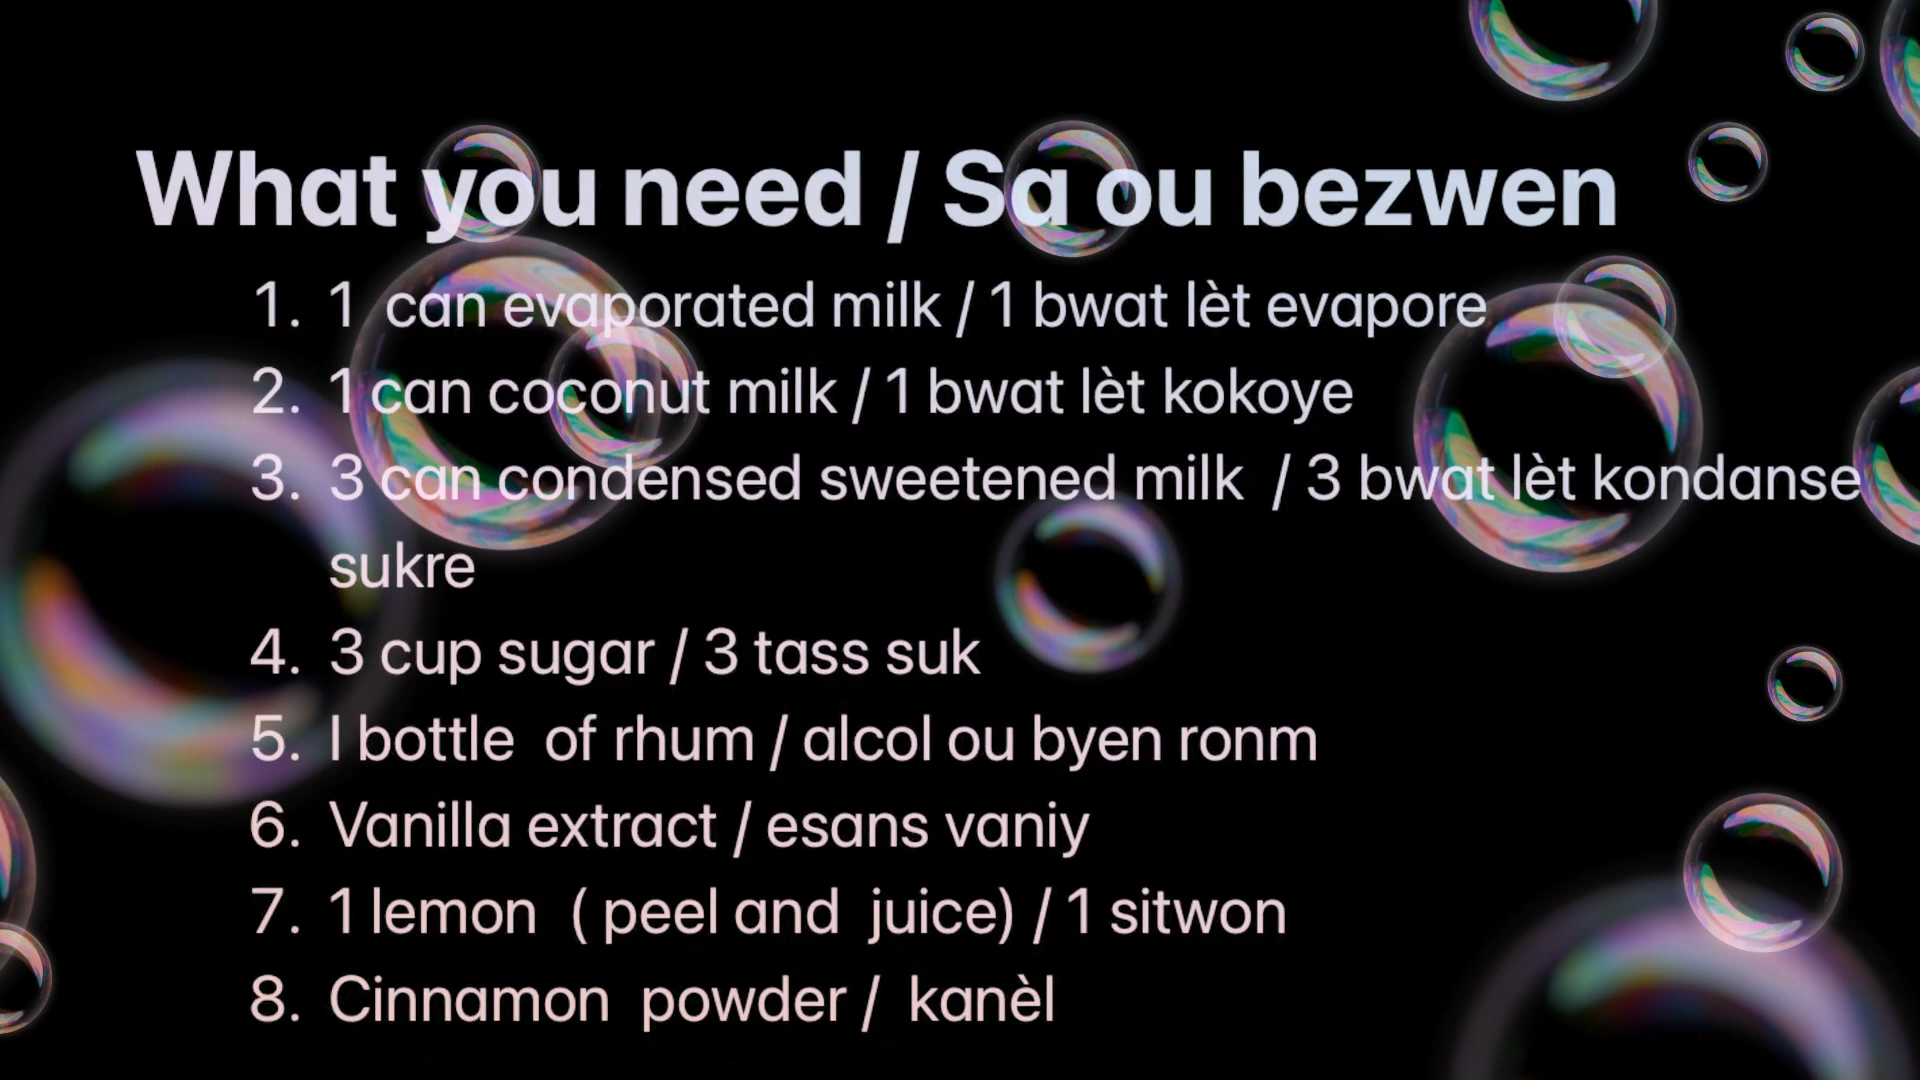 What you need / Sa ou bezwen
1. 1 can evaporated milk / 1 bwat lèt evapore
2. 1 can coconut milk / 1 bwat lèt kokoye
3. 3 can condensed sweetened milk / 3 bwat lèt kondanse
sukre
4. 3 cup sugar / 3 tass suk
5. I bottle of rhum / alcol ou byen ronm
6. Vanilla extract / esans vaniy
7. 1 lemon ( peel and juice) / 1 sitwon
8. Cinnamon powder / kanèl